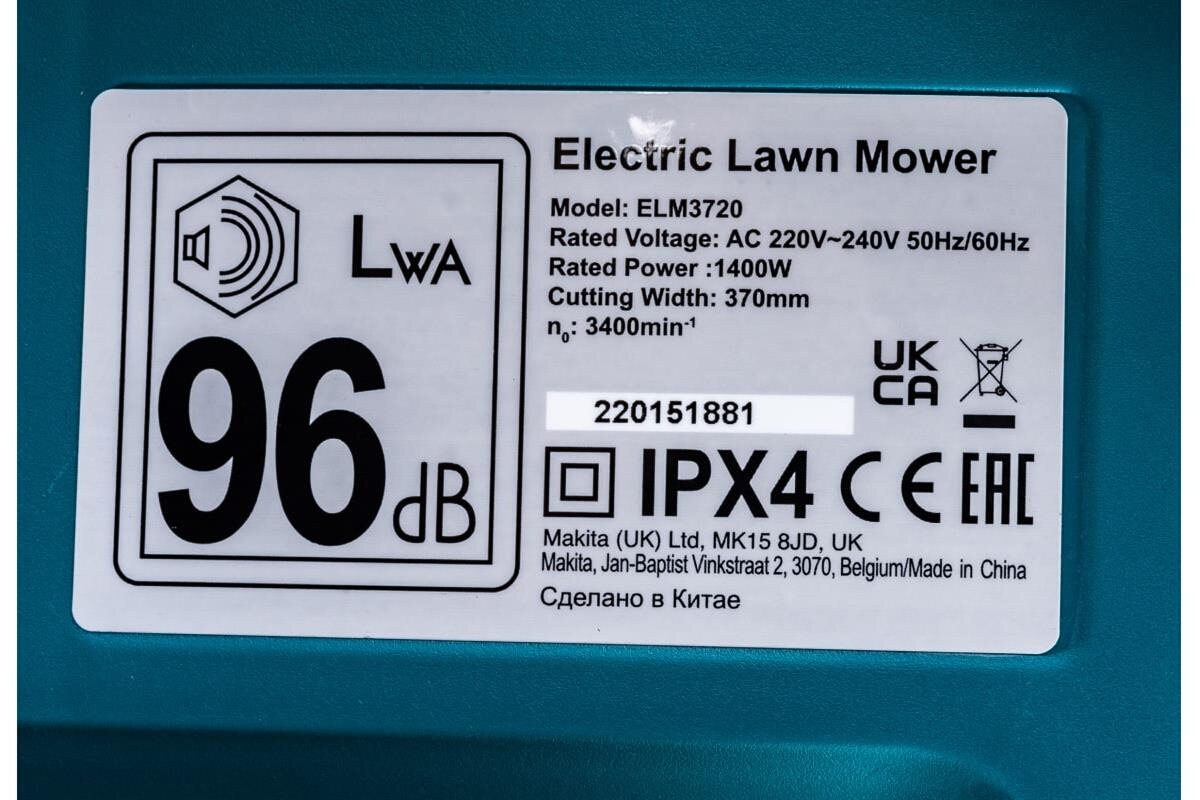 LWA
96 dB
Electric Lawn Mower
Model: ELM3720
Rated Voltage: AC 220V~240V 50Hz/60Hz
Rated Power :1400W
Cutting Width: 370mm
n₀: 3400min⁻¹
UK
CA
220151881
IPX4 CE EAC
Makita (UK) Ltd, MK15 8JD, UK
Makita, Jan-Baptist Vinkstraat 2, 3070, Belgium/Made in China
Сделано в Китае